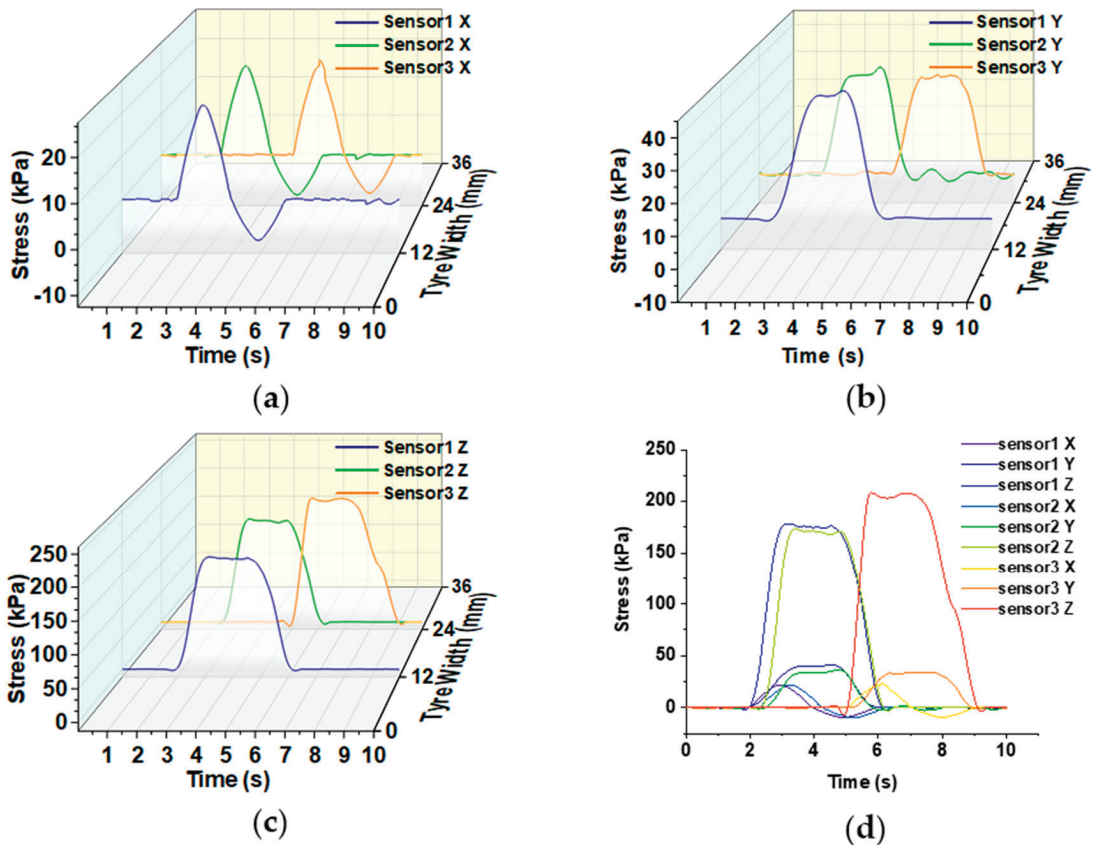 Sensor1 X
Sensor2 X
Sensor3 X
Stress (kPa)
20
10
0
-10
1 2 3 4 5 6 7 8 9 10
Time (s)
0
12
24
36
Tyre Width (mm)
(a)
Sensor1 Y
Sensor2 Y
Sensor3 Y
Stress (kPa)
40
30
20
10
0
-10
1 2 3 4 5 6 7 8 9 10
Time (s)
0
12
24
36
Tyre Width (mm)
(b)
Sensor1 Z
Sensor2 Z
Sensor3 Z
Stress (kPa)
250
200
150
100
50
0
1 2 3 4 5 6 7 8 9 10
Time (s)
0
12
24
36
Tyre Width (mm)
(c)
sensor1 X
sensor1 Y
sensor1 Z
sensor2 X
sensor2 Y
sensor2 Z
sensor3 X
sensor3 Y
sensor3 Z
Stress (kPa)
250
200
150
100
50
0
0 2 4 6 8 10
Time (s)
(d)